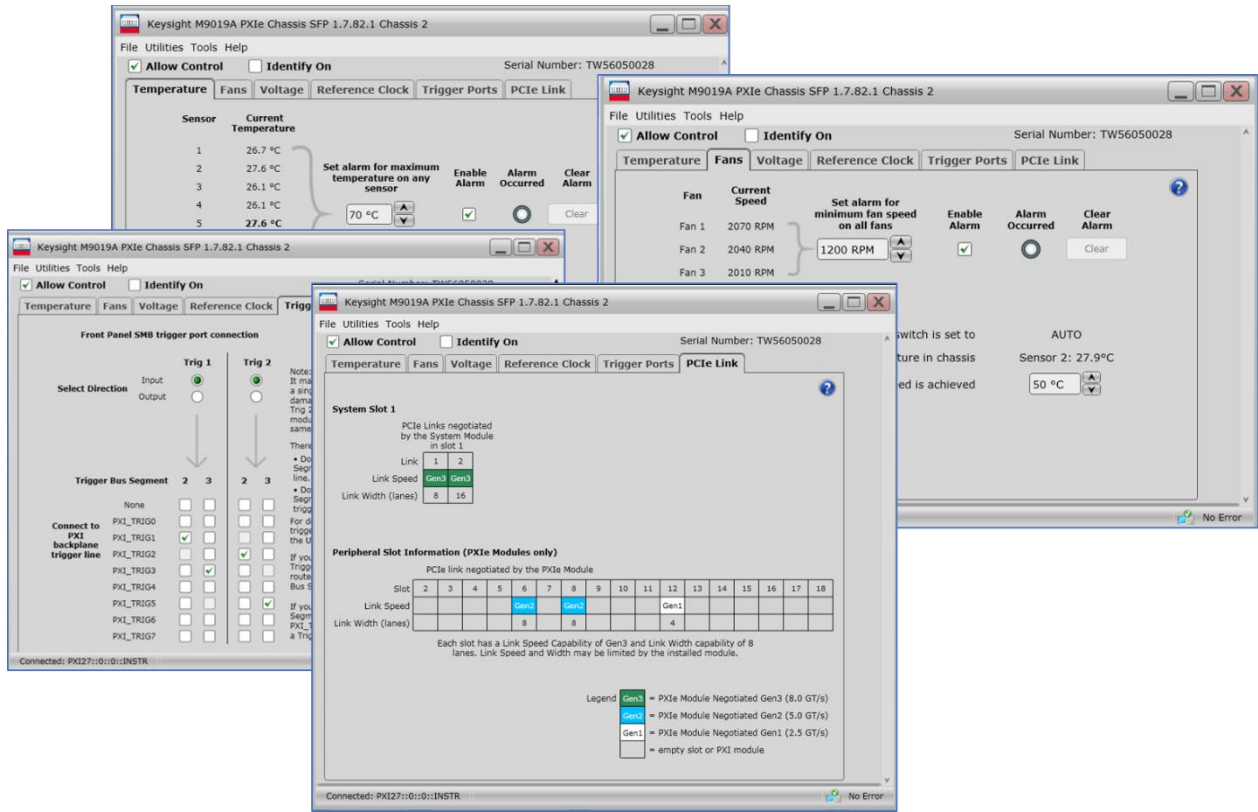 Keysight M9019A PXIe Chassis SFP 1.7.82.1 Chassis 2
File Utilities Tools Help
Allow Control Identify On Serial Number: TW56050028
Temperature Fans Voltage Reference Clock Trigger Ports PCIe Link
Sensor Current Temperature
1 26.7 °C
2 27.6 °C
3 26.1 °C
4 26.1 °C
5 27.6 °C
Set alarm for maximum
temperature on any
sensor
70 °C
Enable Alarm
Alarm Occurred
Clear Alarm
Clear
Keysight M9019A PXIe Chassis SFP 1.7.82.1 Chassis 2
File Utilities Tools Help
Allow Control Identify On Serial Number: TW56050028
Temperature Fans Voltage Reference Clock Trigger Ports PCIe Link
Fan Current Speed
Fan 1 2070 RPM
Fan 2 2040 RPM
Fan 3 2010 RPM
Set alarm for
minimum fan speed
on all fans
1200 RPM
Enable Alarm
Alarm Occurred
Clear Alarm
Clear
switch is set to AUTO
in chassis Sensor 2: 27.9°C
is achieved 50 °C
No Error
Keysight M9019A PXIe Chassis SFP 1.7.82.1 Chassis 2
File Utilities Tools Help
Allow Control Identify On
Temperature Fans Voltage Reference Clock
Front Panel SMB trigger port connection
Trig 1 Trig 2
Select Direction
Input
Output
Trigger Bus Segment 2 3 2 3
Connect to
PXI
backplane
trigger line
None
PXI_TRIG0
PXI_TRIG1
PXI_TRIG2
PXI_TRIG3
PXI_TRIG4
PXI_TRIG5
PXI_TRIG6
PXI_TRIG7
Note:
Connected: PXI27::0::0::INSTR
Keysight M9019A PXIe Chassis SFP 1.7.82.1 Chassis 2
File Utilities Tools Help
Allow Control Identify On Serial Number: TW56050028
Temperature Fans Voltage Reference Clock Trigger Ports PCIe Link
System Slot 1
PCIe Links negotiated
by the System Module
in slot 1
Link 1 2
Link Speed Gen3 Gen3
Link Width (lanes) 8 16
Peripheral Slot Information (PXIe Modules only)
PCIe link negotiated by the PXIe Module
Slot 2 3 4 5 6 7 8 9 10 11 12 13 14 15 16 17 18
Link Speed Gen2 Gen2 Gen1
Link Width (lanes) 8 8 4
Each slot has a Link Speed Capability of Gen3 and Link Width capability of 8
lanes. Link Speed and Width may be limited by the installed module.
Legend Gen3 = PXIe Module Negotiated Gen3 (8.0 GT/s)
Gen2 = PXIe Module Negotiated Gen2 (5.0 GT/s)
Gen1 = PXIe Module Negotiated Gen1 (2.5 GT/s)
= empty slot or PXI module
Connected: PXI27::0::0::INSTR
No Error